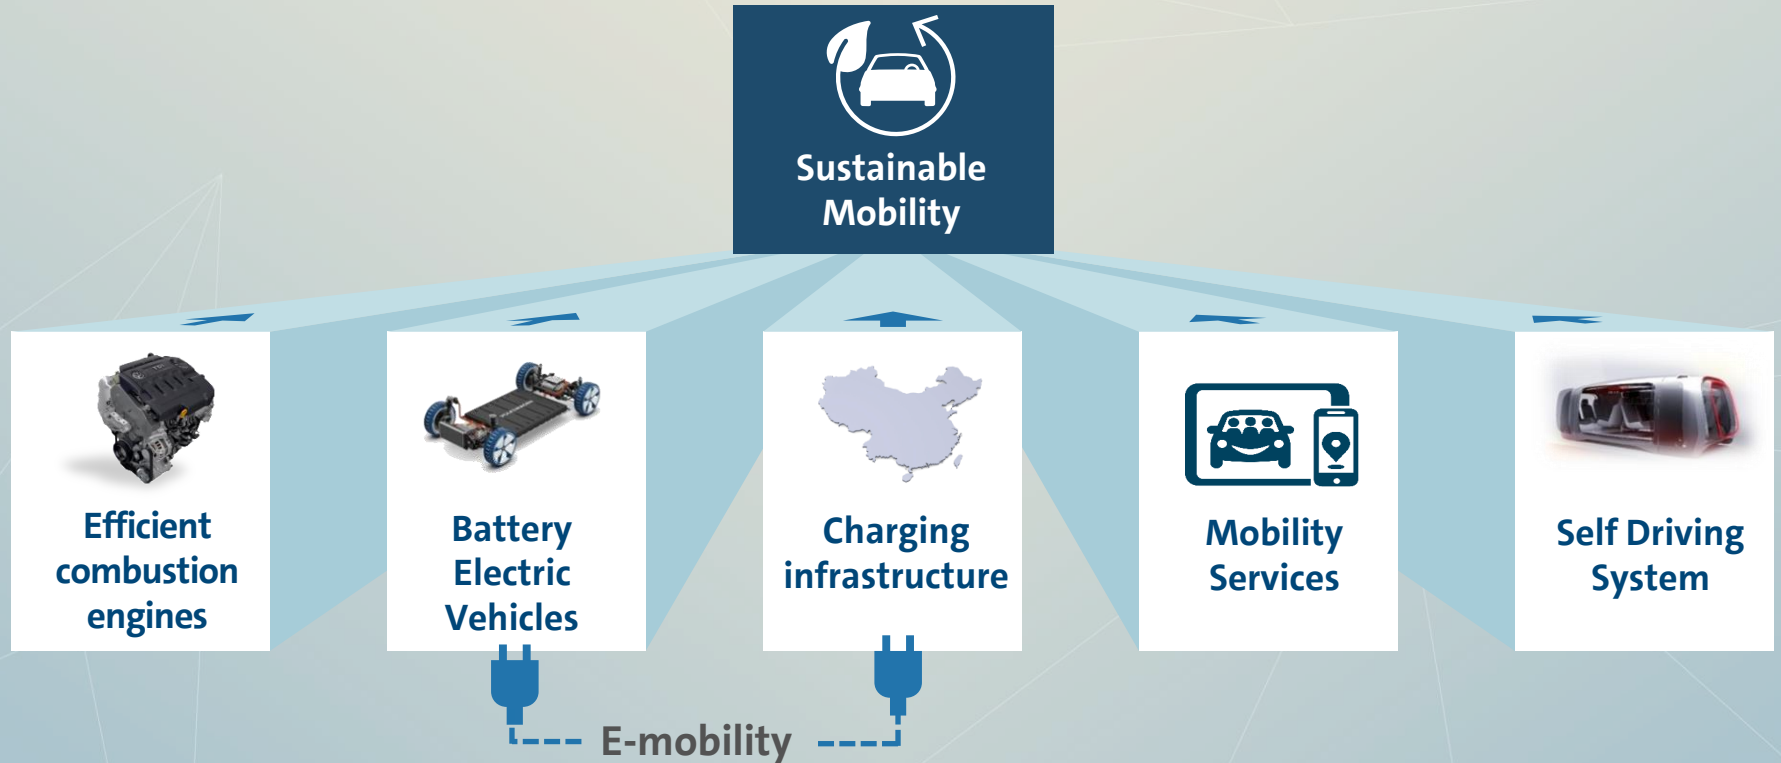 Sustainable
Mobility
Efficient
combustion
engines
Battery
Electric
Vehicles
Charging
infrastructure
Mobility
Services
Self Driving
System
E-mobility